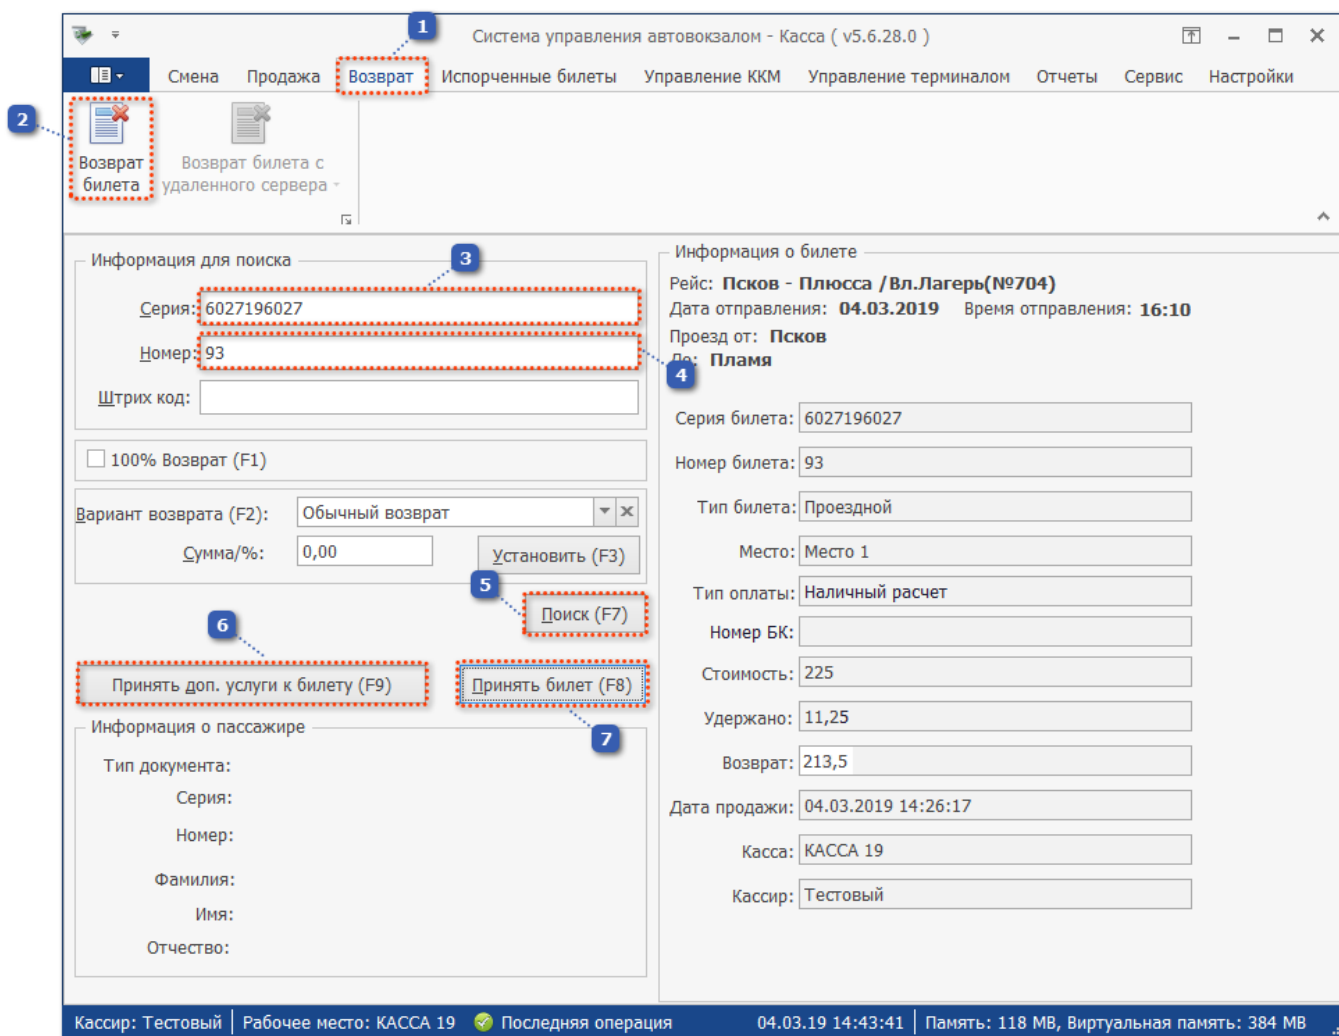 1
Система управления автовокзалом - Касса ( v5.6.28.0 )
Смена Продажа Возврат Испорченные билеты Управление ККМ Управление терминалом Отчеты Сервис Настройки
2
Возврат билета
Возврат билета с удаленного сервера
Информация для поиска
3
Серия: 6027196027
Номер: 93
4
Штрих код:
100% Возврат (F1)
Вариант возврата (F2): Обычный возврат
Сумма/%: 0,00 Установить (F3)
5
Поиск (F7)
6
Принять доп. услуги к билету (F9) Принять билет (F8)
7
Информация о пассажире
Тип документа:
Серия:
Номер:
Фамилия:
Имя:
Отчество:
Информация о билете
Рейс: Псков - Плюсса /Вл.Лагерь(№704)
Дата отправления: 04.03.2019 Время отправления: 16:10
Проезд от: Псков
До: Пламя
Серия билета: 6027196027
Номер билета: 93
Тип билета: Проездной
Место: Место 1
Тип оплаты: Наличный расчет
Номер БК:
Стоимость: 225
Удержано: 11,25
Возврат: 213,5
Дата продажи: 04.03.2019 14:26:17
Касса: КАССА 19
Кассир: Тестовый
Кассир: Тестовый Рабочее место: КАССА 19 Последняя операция 04.03.19 14:43:41 Память: 118 MB, Виртуальная память: 384 MB